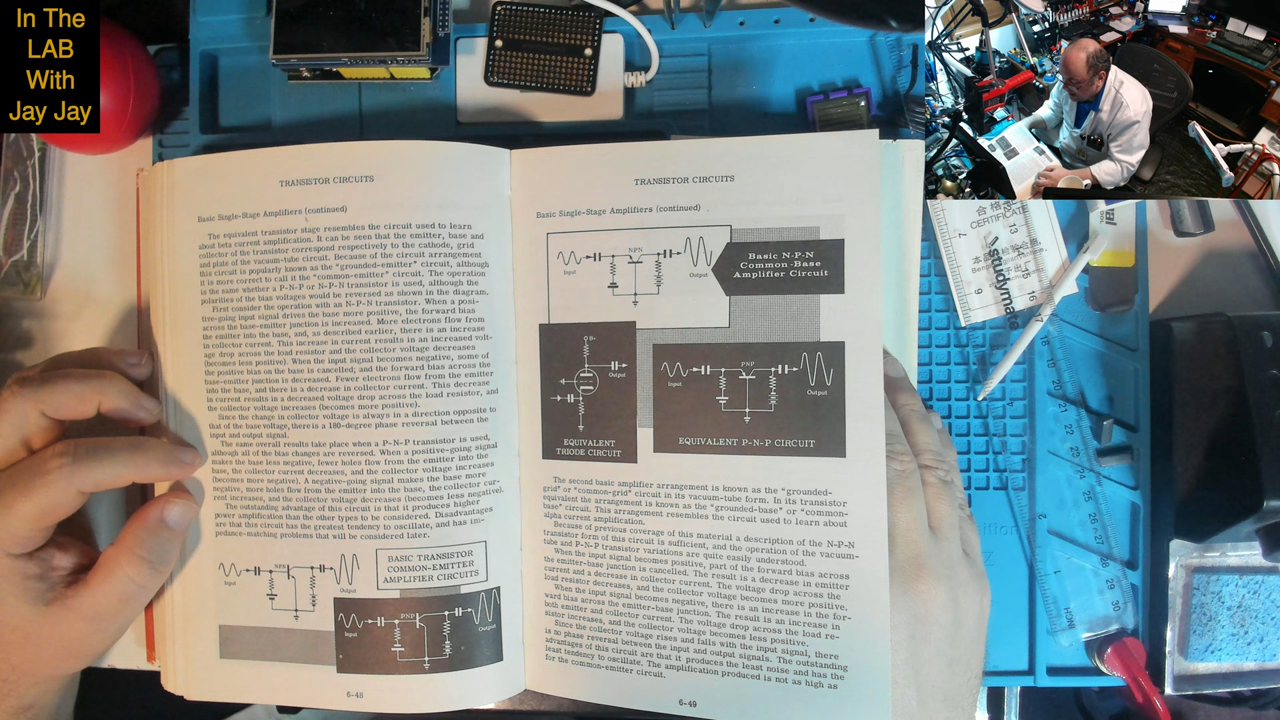 In The
LAB
With
Jay Jay
TRANSISTOR CIRCUITS
Basic Single-Stage Amplifiers (continued)
The equivalent transistor stage resembles the circuit used to learn
about beta current amplification. It can be seen that the emitter, base and
collector of the transistor correspond respectively to the cathode, grid
and plate of the vacuum-tube circuit. Because of the circuit arrangement
this circuit is popularly known as the "grounded-emitter" circuit, although
it is more correct to call it the "common-emitter" circuit. The operation
is the same whether a P-N-P or N-P-N transistor is used, although the
polarities of the bias voltages would be reversed as shown in the diagram.
First consider the operation with an N-P-N transistor. When a posi-
tive-going input signal drives the base more positive, the forward bias
across the base-emitter junction is increased. More electrons flow from
the emitter into the base, and, as described earlier, there is an increase
in collector current. This increase in current results in an increased volt-
age drop across the load resistor and the collector voltage decreases
(becomes less positive). When the input signal becomes negative, some of
the positive bias on the base is cancelled; and the forward bias across the
base-emitter junction is decreased. Fewer electrons flow from the emitter
into the base, and there is a decrease in collector current. This decrease
in current results in a decreased voltage drop across the load resistor, and
the collector voltage increases (becomes more positive).
Since the change in collector voltage is always in a direction opposite to
that of the base voltage, there is a 180-degree phase reversal between the
input and output signal.
The same overall results take place when a P-N-P transistor is used,
although all of the bias changes are reversed. When a positive-going signal
makes the base less negative, fewer holes flow from the emitter into the
base, the collector current decreases, and the collector voltage increases
(becomes more negative). A negative-going signal makes the base more
negative, more holes flow from the emitter into the base, the collector cur-
rent increases, and the collector voltage decreases (becomes less negative).
The outstanding advantage of this circuit is that it produces higher
power amplification than the other types to be considered. Disadvantages
are that this circuit has the greatest tendency to oscillate, and has im-
pedance-matching problems that will be considered later.
Input
NPN
Output
BASIC TRANSISTOR
COMMON-EMITTER
AMPLIFIER CIRCUITS
Input
PNP
Output
6-48
TRANSISTOR CIRCUITS
Basic Single-Stage Amplifiers (continued)
Input
NPN
Output
Basic N-P-N
Common-Base
Amplifier Circuit
B+
Output
EQUIVALENT
TRIODE CIRCUIT
Input
PNP
Output
EQUIVALENT P-N-P CIRCUIT
The second basic amplifier arrangement is known as the "grounded-
grid" or "common-grid" circuit in its vacuum-tube form. In its transistor
equivalent the arrangement is known as the "grounded-base" or "common-
base" circuit. This arrangement resembles the circuit used to learn about
alpha current amplification.
Because of previous coverage of this material a description of the N-P-N
transistor form of this circuit is sufficient, and the operation of the vacuum-
tube and P-N-P transistor variations are quite easily understood.
When the input signal becomes positive, part of the forward bias across
the emitter-base junction is cancelled. The result is a decrease in emitter
current and a decrease in collector current. The voltage drop across the
load resistor decreases, and the collector voltage becomes more positive.
When the input signal becomes negative, there is an increase in the for-
ward bias across the emitter-base junction. The result is an increase in
both emitter and collector current. The voltage drop across the load re-
sistor increases, and the collector voltage becomes less positive.
Since the collector voltage rises and falls with the input signal, there
is no phase reversal between the input and output signals. The outstanding
advantages of this circuit are that it produces the least noise and has the
least tendency to oscillate. The amplification produced is not as high as
for the common-emitter circuit.
6-49
CERTIFICATE
studymate